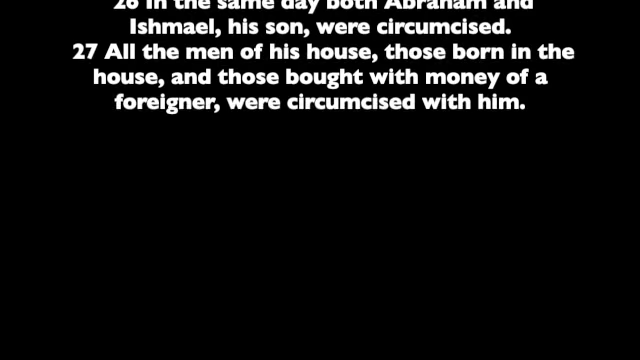 26 In the same day both Abraham and
Ishmael, his son, were circumcised.
27 All the men of his house, those born in the
house, and those bought with money of a
foreigner, were circumcised with him.